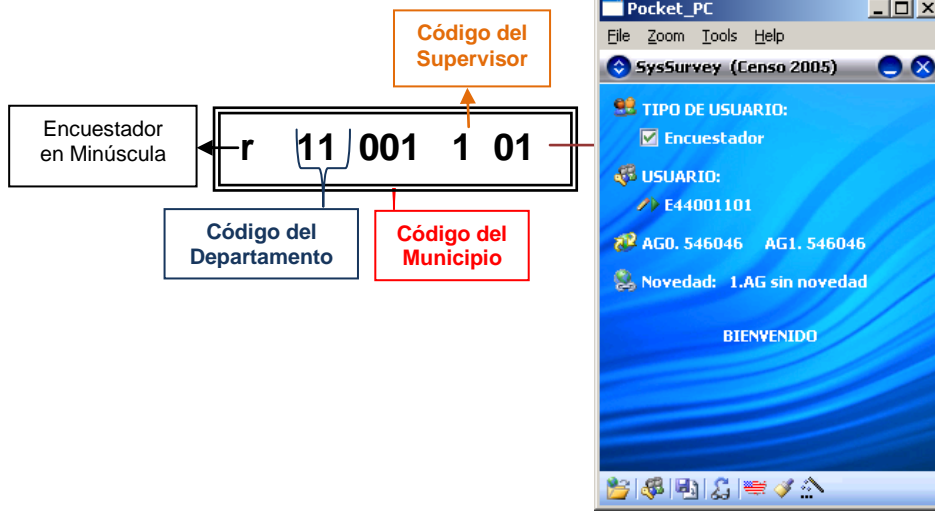 Código del
Supervisor
Encuestador
en Minúscula
r 11 001 1 01
Código del
Departamento
Código del
Municipio
Pocket_PC
File Zoom Tools Help
SysSurvey (Censo 2005)
TIPO DE USUARIO:
Encuestador
USUARIO:
E44001101
AG0. 546046 AG1. 546046
Novedad: 1.AG sin novedad
BIENVENIDO